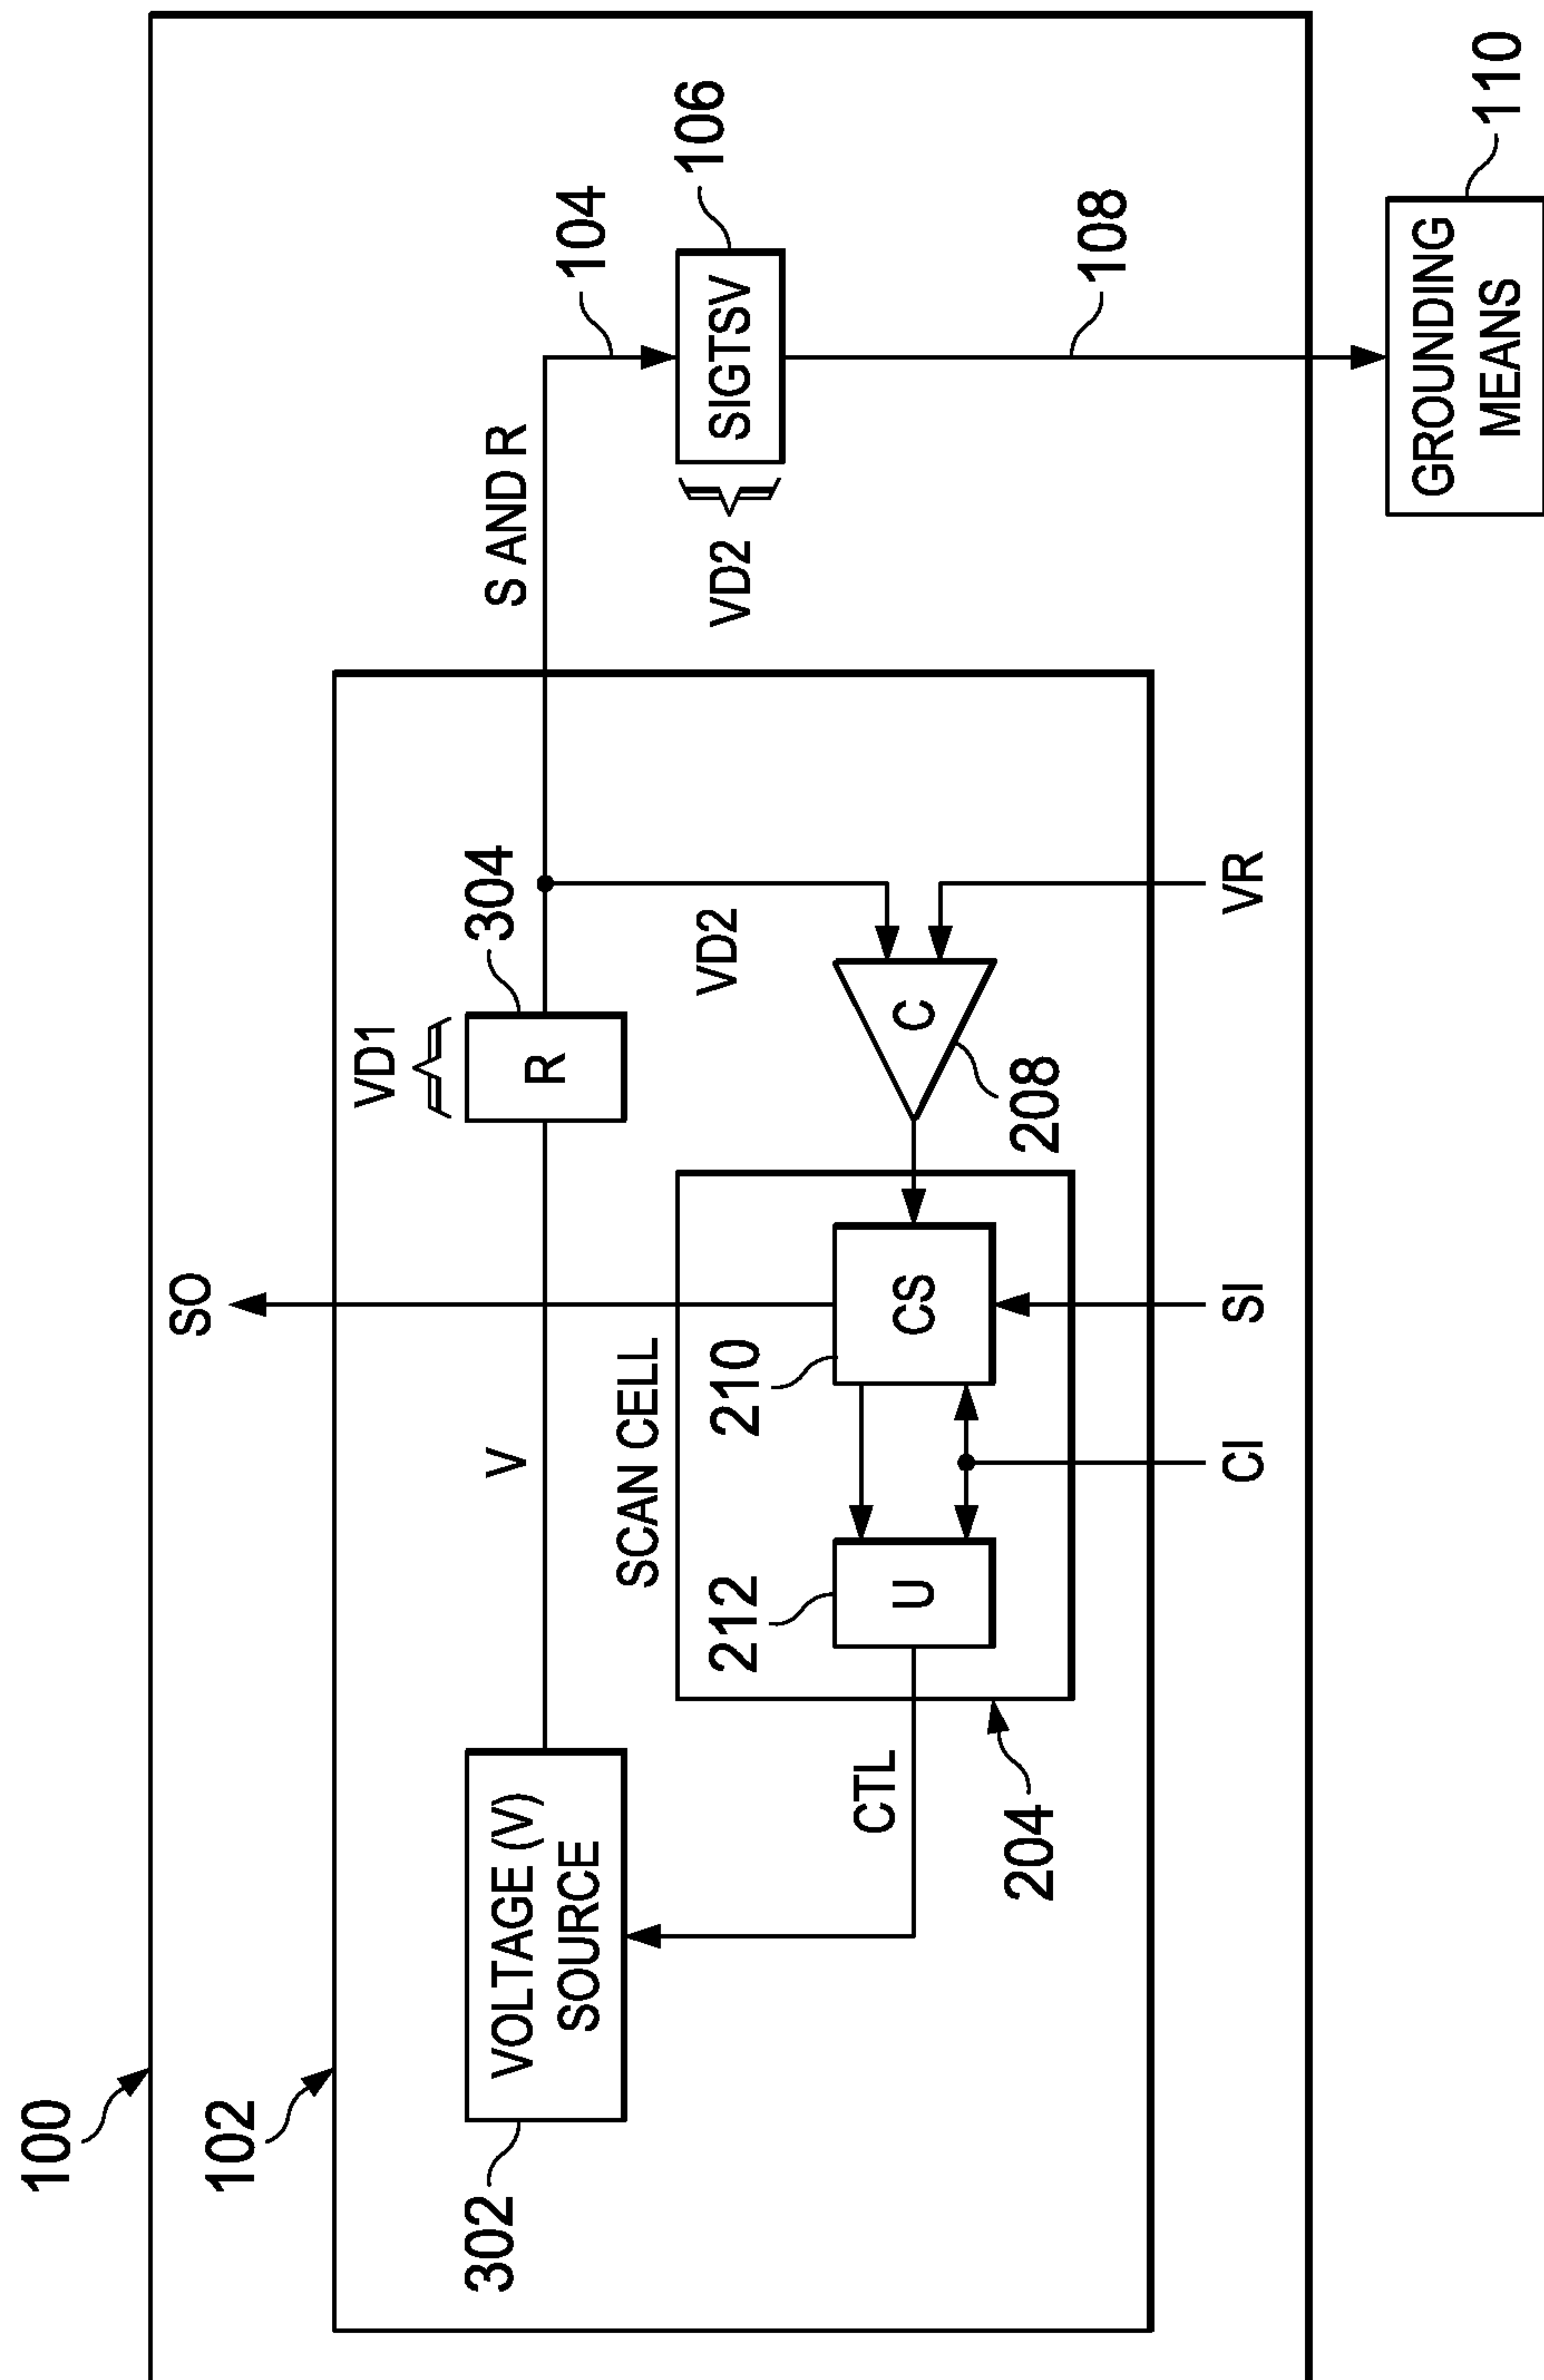 100
102
SO
VD1
302
VOLTAGE (V)
SOURCE
V
R
304
S AND R
104
SCAN CELL
212
210
VD2
VD2
SIGTSV
106
CTL
U
CS
C
204
208
108
CI
SI
VR
GROUNDING
MEANS
110